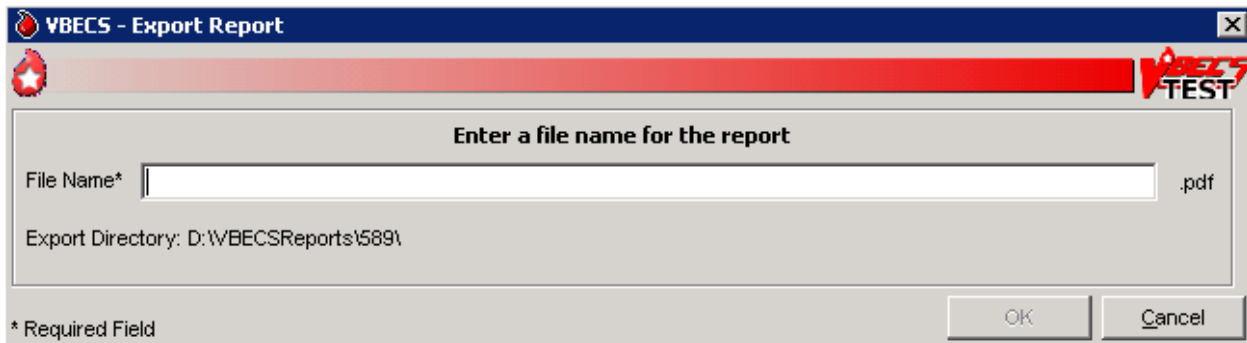 VBECS - Export Report
VBECS
TEST
Enter a file name for the report
File Name*
.pdf
Export Directory: D:\VBECSReports\589\
* Required Field
OK
Cancel